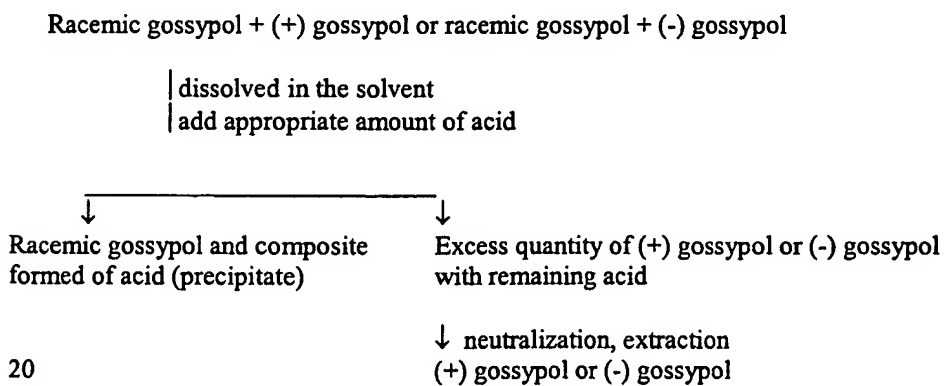 Racemic gossypol + (+) gossypol or racemic gossypol + (-) gossypol
dissolved in the solvent
add appropriate amount of acid
Racemic gossypol and composite
formed of acid (precipitate)
Excess quantity of (+) gossypol or (-) gossypol
with remaining acid
↓ neutralization, extraction
(+) gossypol or (-) gossypol
20